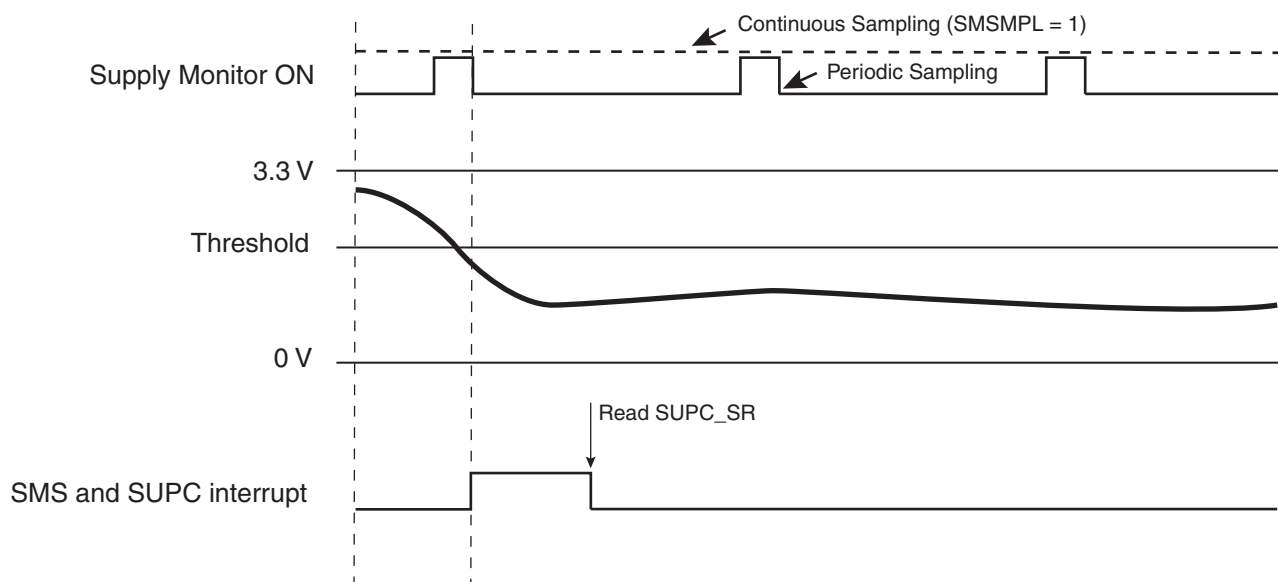 Continuous Sampling (SMSMPL = 1)
Supply Monitor ON
Periodic Sampling
3.3 V
Threshold
0 V
Read SUPC_SR
SMS and SUPC interrupt